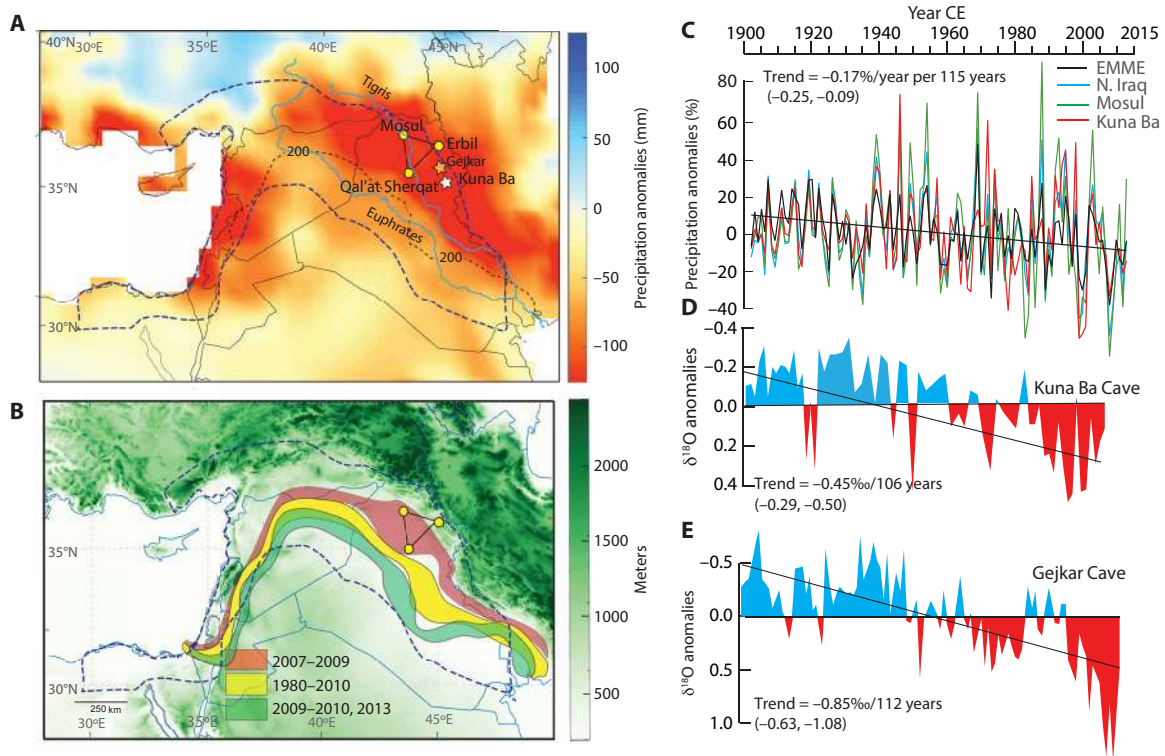 A
40°N
30°E
35°E
40°E
45°N
Tigris
Mosul
Erbil
Gejkar
200
Qal'at Sherqat
Kuna Ba
35°N
Euphrates
200
30°N
100
50
0
−50
−100
Precipitation anomalies (mm)
B
35°N
30°N
2007–2009
1980–2010
2009–2010, 2013
250 km
30°E
35°E
40°E
45°E
2000
1500
1000
500
Meters
C
Year CE
1900 1920 1940 1960 1980 2000 2015
Trend = −0.17%/year per 115 years
(−0.25, −0.09)
EMME
N. Iraq
Mosul
Kuna Ba
80
60
40
20
0
−20
−40
Precipitation anomalies (%)
D
−0.4
−0.2
0.0
0.2
0.4
δ18O anomalies
Kuna Ba Cave
Trend = −0.45‰/106 years
(−0.29, −0.50)
E
−0.5
0.0
0.5
1.0
δ18O anomalies
Gejkar Cave
Trend = −0.85‰/112 years
(−0.63, −1.08)